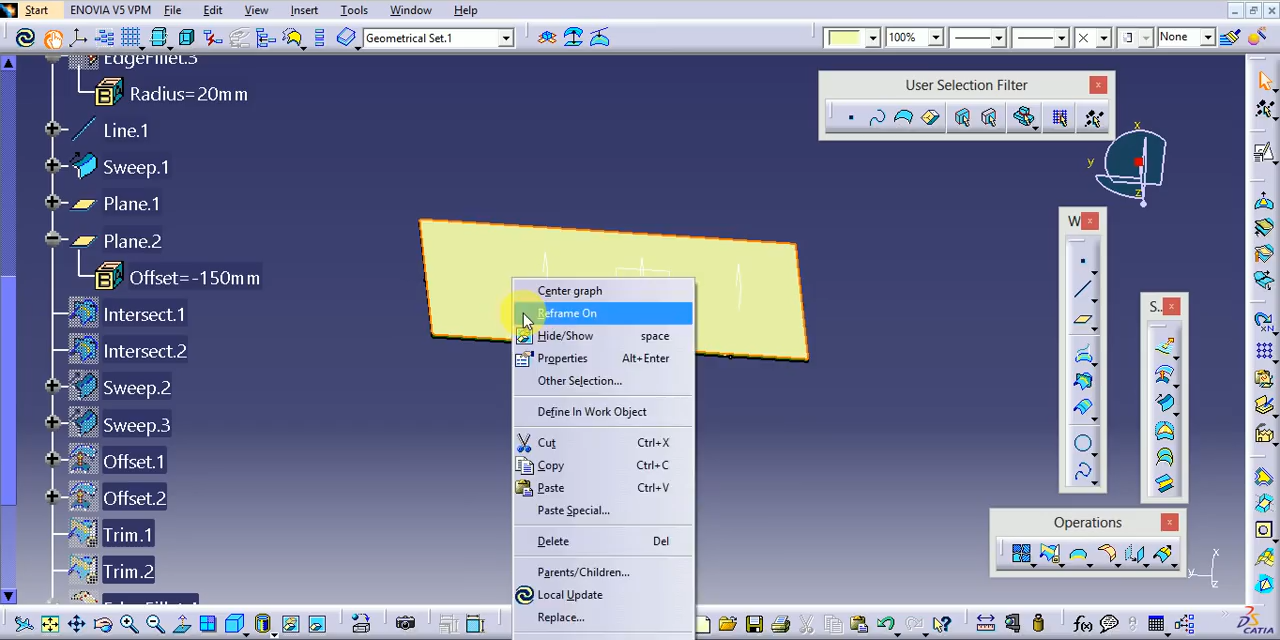 Start ENOVIA V5 VPM File Edit View Insert Tools Window Help
Geometrical Set.1 100% None
EdgeFillet.3
Radius=20mm
Line.1
Sweep.1
Plane.1
Plane.2
Offset=-150mm
Intersect.1
Intersect.2
Sweep.2
Sweep.3
Offset.1
Offset.2
Trim.1
Trim.2
Center graph
Reframe On
Hide/Show space
Properties Alt+Enter
Other Selection...
Define In Work Object
Cut Ctrl+X
Copy Ctrl+C
Paste Ctrl+V
Paste Special...
Delete Del
Parents/Children...
Local Update
Replace...
User Selection Filter
x
y
z
W
S...
Operations
x
y
z
f(x)
CATIA